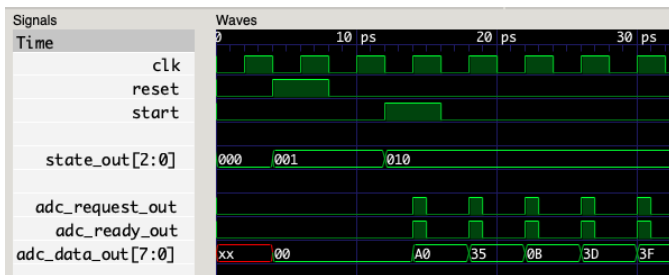 Signals Waves
Time 0 10 ps 20 ps 30 ps
clk
reset
start
state_out[2:0] 000 001 010
adc_request_out
adc_ready_out
adc_data_out[7:0] xx 00 A0 35 0B 3D 3F